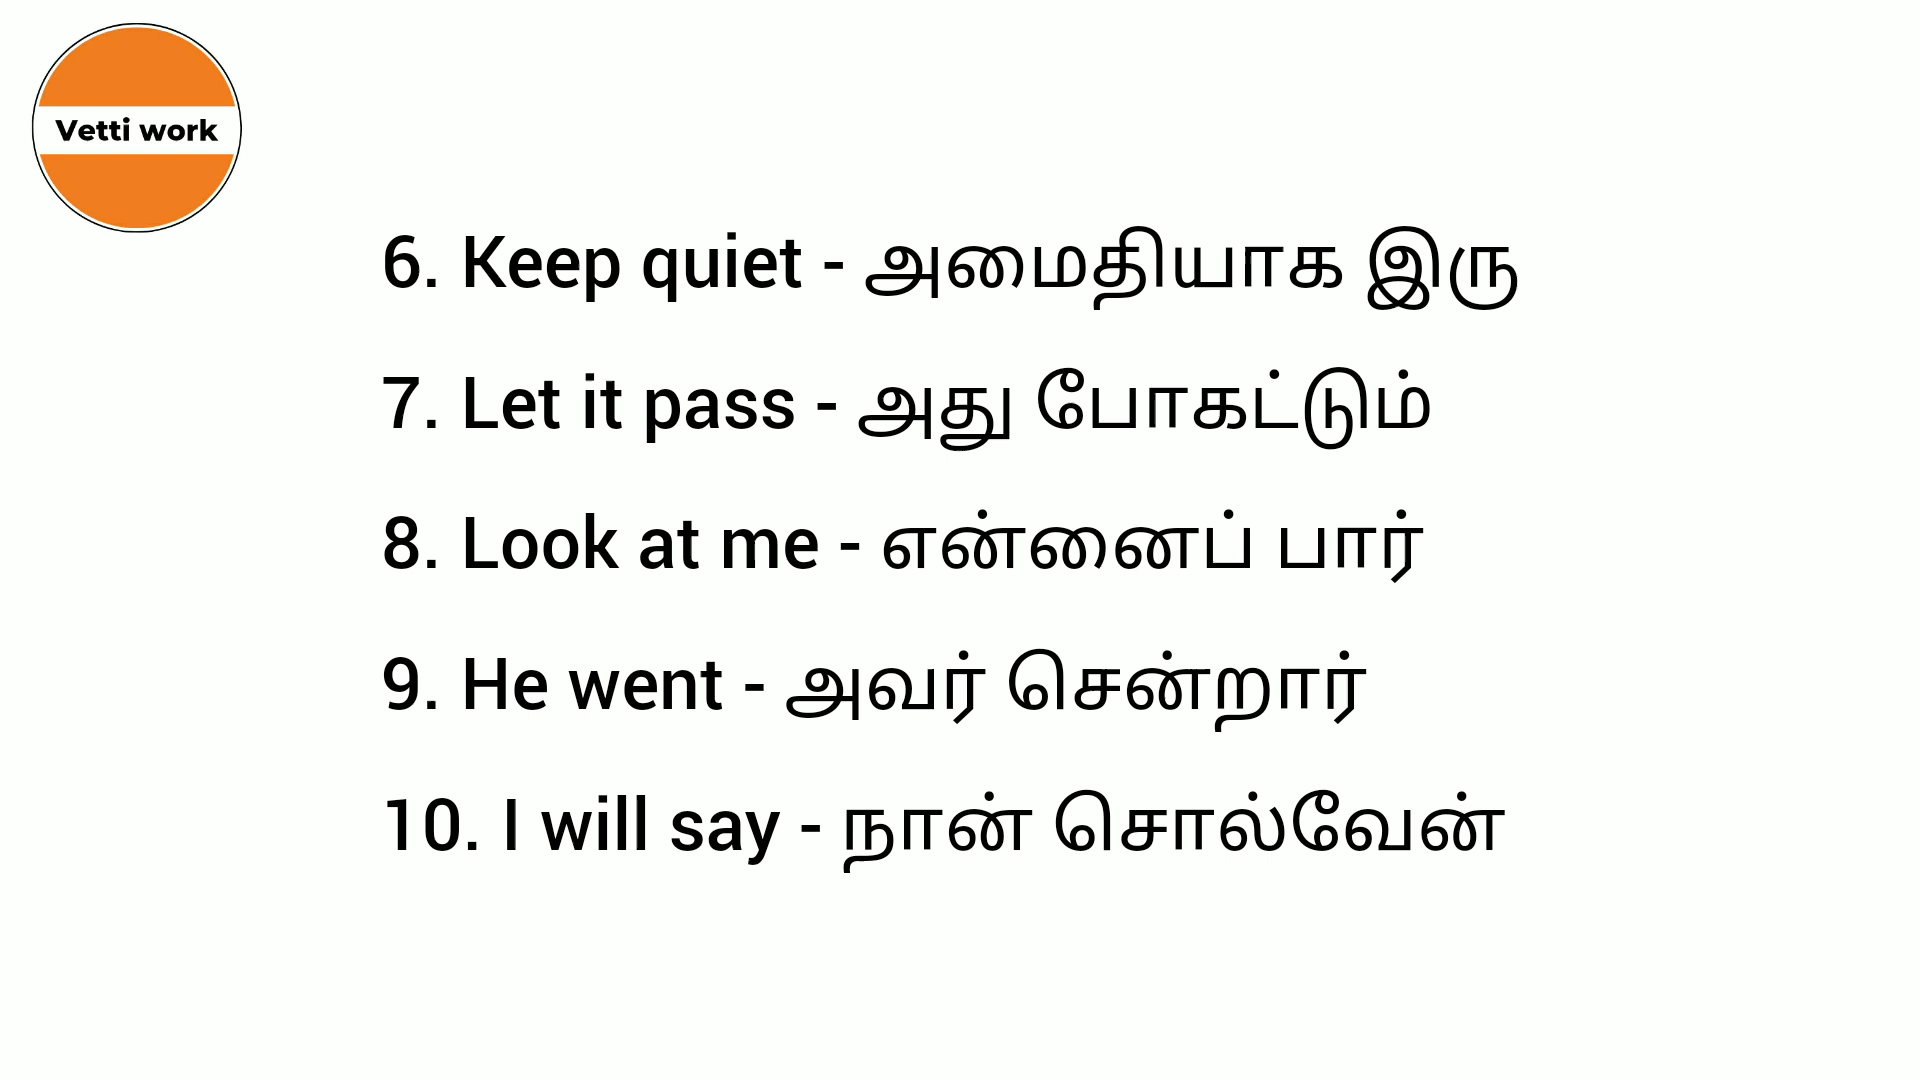 Vetti work
6. Keep quiet - அமைதியாக இரு
7. Let it pass - அது போகட்டும்
8. Look at me - என்னைப் பார்
9. He went - அவர் சென்றார்
10. I will say - நான் சொல்வேன்